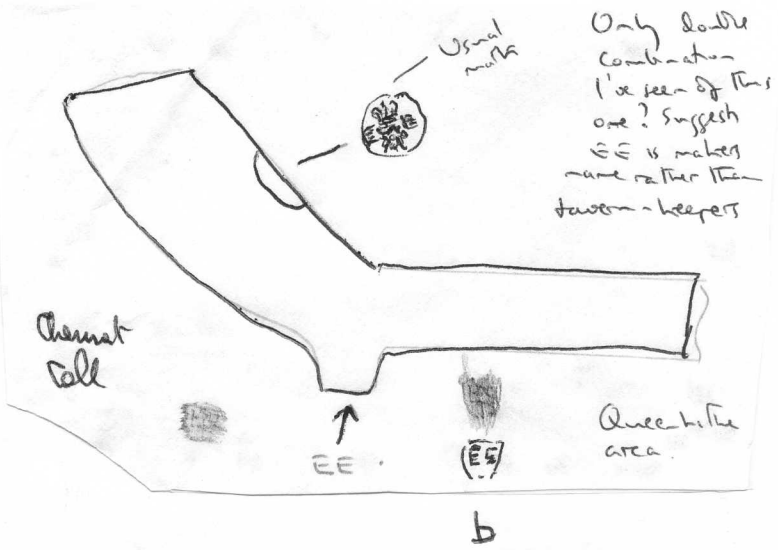 Usual
mark
Only double
combination
I've seen of this
one? Suggest
EE is makers
name rather than
tavern-keepers
E E
Coll
EE
EE
Queenhithe
area.
b